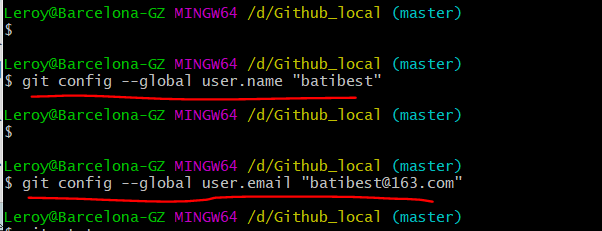 Leroy@Barcelona-GZ MINGW64 /d/Github_local (master)
$
Leroy@Barcelona-GZ MINGW64 /d/Github_local (master)
$ git config --global user.name "batibest"
Leroy@Barcelona-GZ MINGW64 /d/Github_local (master)
$
Leroy@Barcelona-GZ MINGW64 /d/Github_local (master)
$ git config --global user.email "batibest@163.com"
Leroy@Barcelona-GZ MINGW64 /d/Github_local (master)